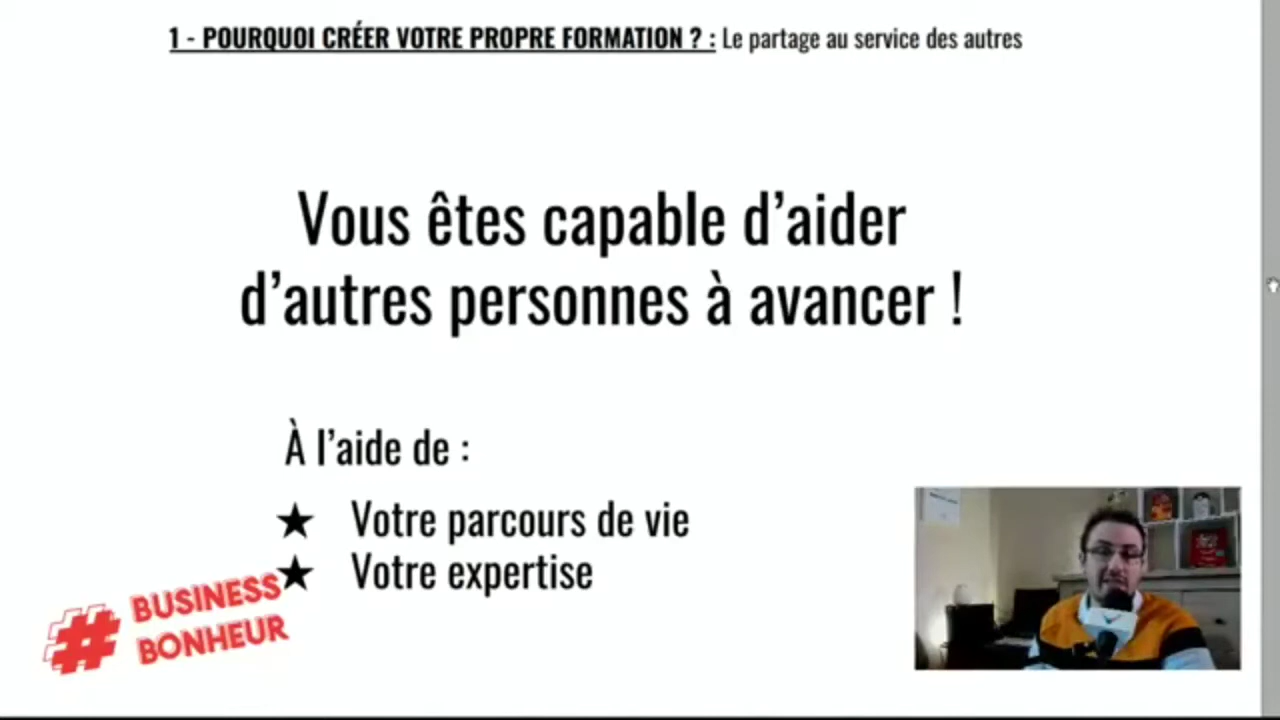 1 - POURQUOI CRÉER VOTRE PROPRE FORMATION ? : Le partage au service des autres
Vous êtes capable d’aider
d’autres personnes à avancer !
À l’aide de :
★ Votre parcours de vie
★ Votre expertise
# BUSINESS
BONHEUR